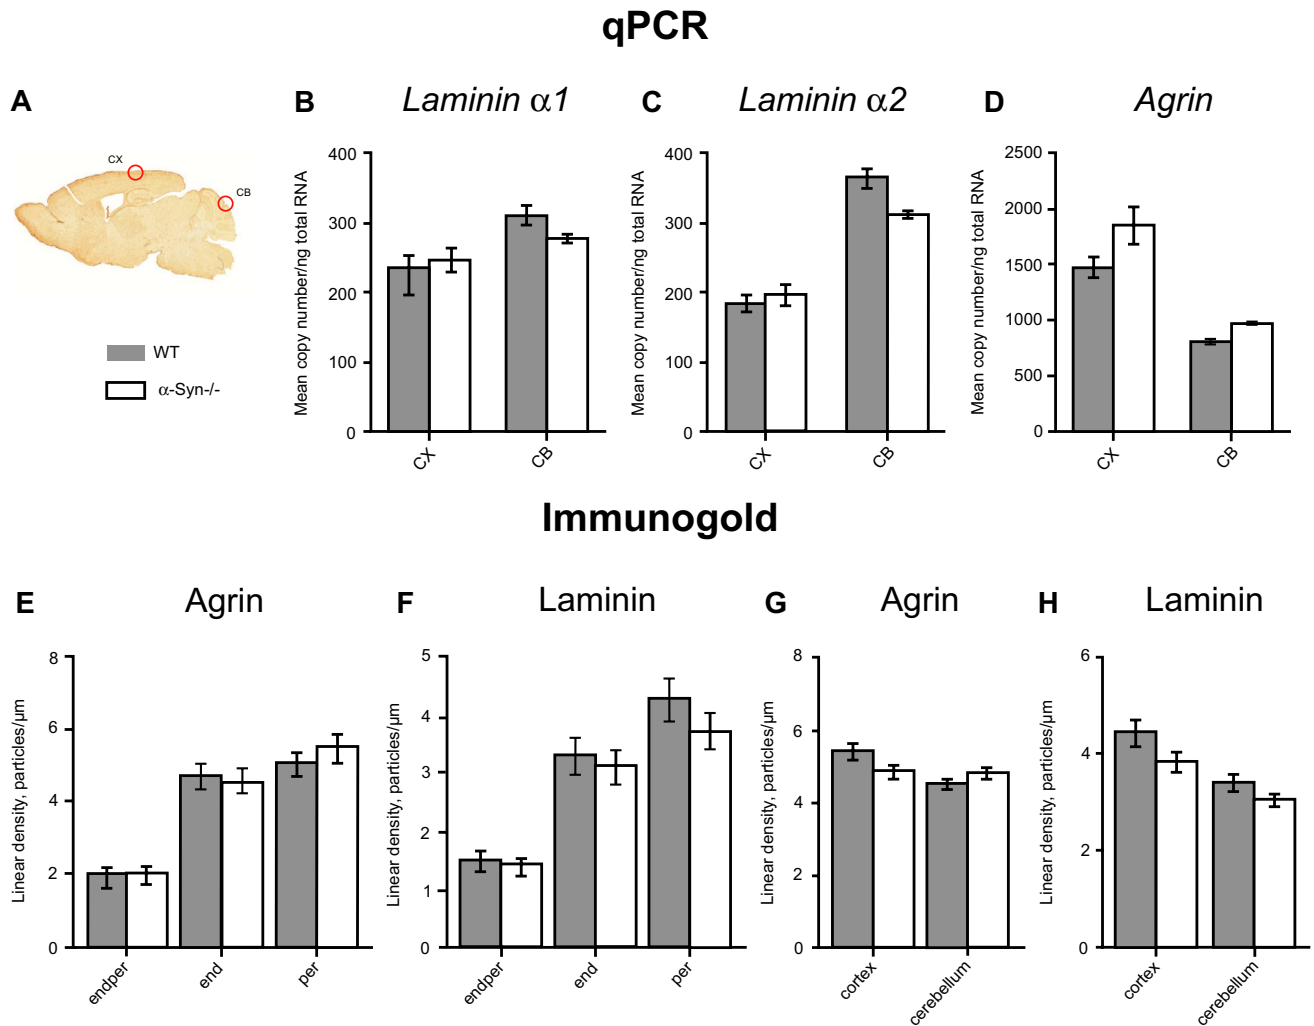 qPCR
A
CX
CB
WT
α-Syn-/-
B
Laminin α1
Mean copy number/ng total RNA
400
300
200
100
0
CX
CB
C
Laminin α2
Mean copy number/ng total RNA
400
300
200
100
0
CX
CB
D
Agrin
Mean copy number/ng total RNA
2500
2000
1500
1000
500
0
CX
CB
Immunogold
E
Agrin
Linear density, particles/µm
8
6
4
2
0
endper
end
per
F
Laminin
Linear density, particles/µm
5
4
3
2
1
0
endper
end
per
G
Agrin
Linear density, particles/µm
8
6
4
2
0
cortex
cerebellum
H
Laminin
Linear density, particles/µm
6
4
2
0
cortex
cerebellum